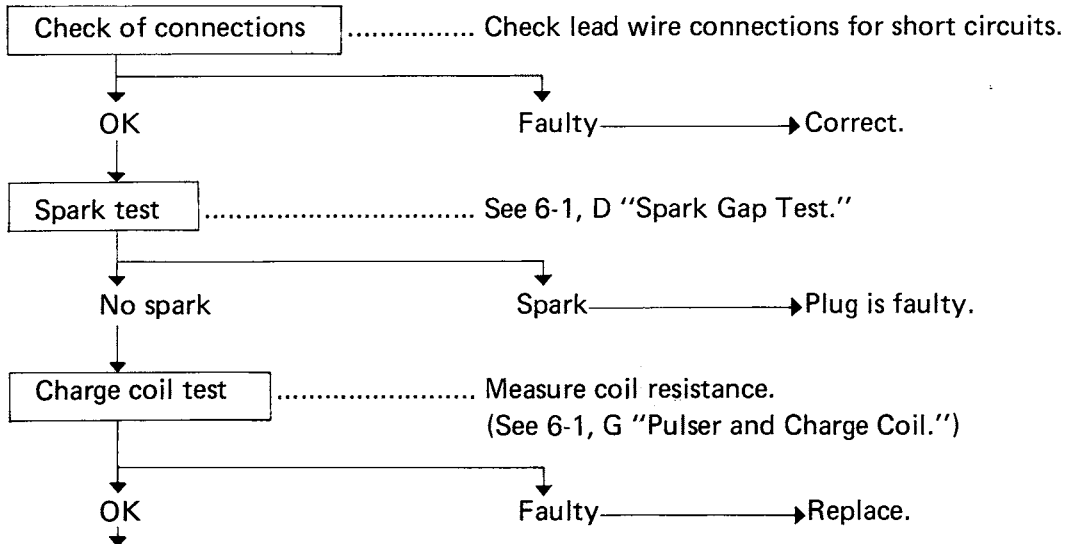 Check of connections ............... Check lead wire connections for short circuits.
OK Faulty Correct.
Spark test ................................ See 6-1, D "Spark Gap Test."
No spark Spark Plug is faulty.
Charge coil test ........................ Measure coil resistance.
(See 6-1, G "Pulser and Charge Coil.")
OK Faulty Replace.